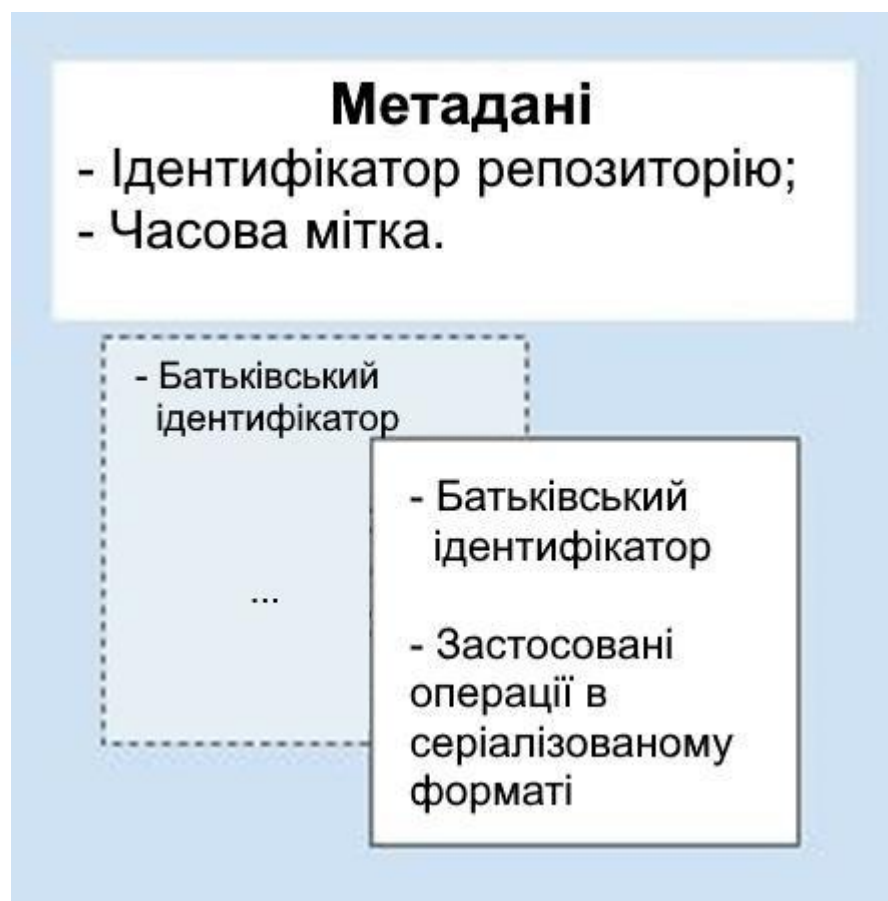 Метадані
- Ідентифікатор репозиторію;
- Часова мітка.
- Батьківський
ідентифікатор
...
- Батьківський
ідентифікатор
- Застосовані
операції в
серіалізованому
форматі